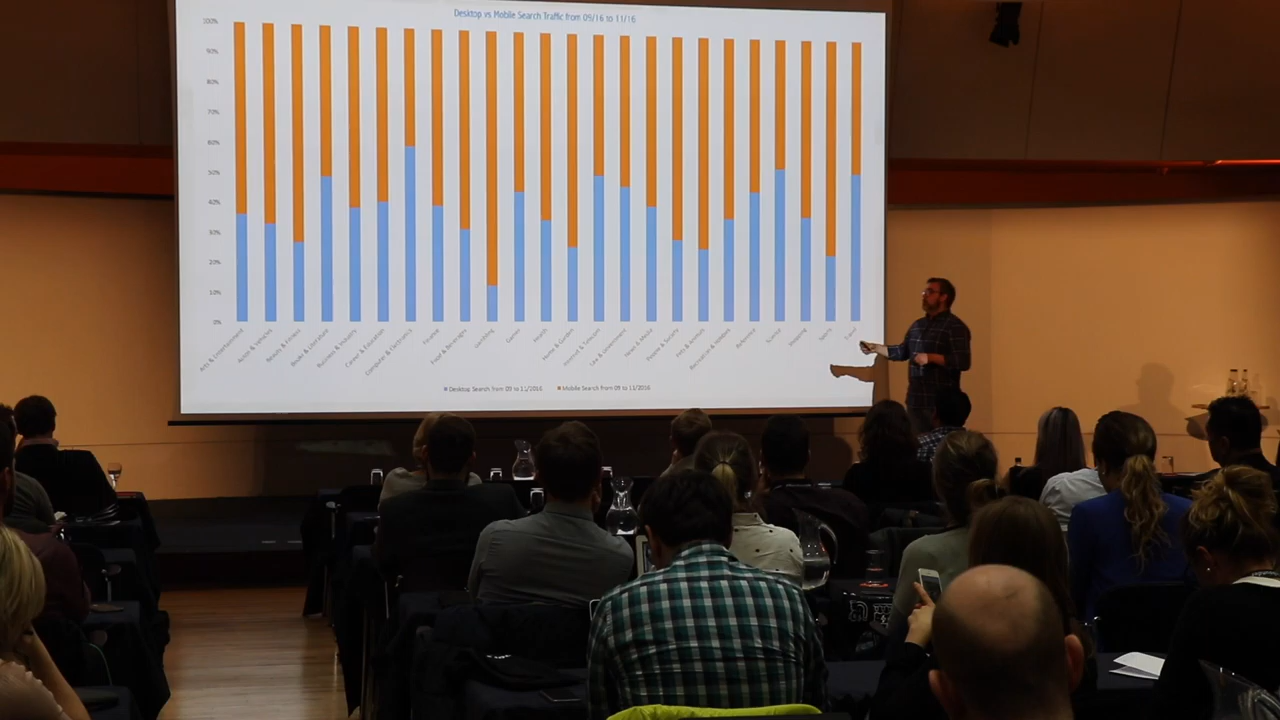 Desktop vs Mobile Search Traffic from 09/16 to 11/16
100%
90%
80%
70%
60%
50%
40%
30%
20%
10%
0%
Arts & Entertainment
Autos & Vehicles
Beauty & Fitness
Books & Literature
Business & Industry
Career & Education
Computer & Electronics
Finance
Food & Beverages
Gambling
Games
Health
Home & Garden
Internet & Telecom
Law & Government
News & Media
People & Society
Pets & Animals
Recreation & Hobbies
Reference
Science
Shopping
Sports
Travel
Desktop Search from 09 to 11/2016 Mobile Search from 09 to 11/2016